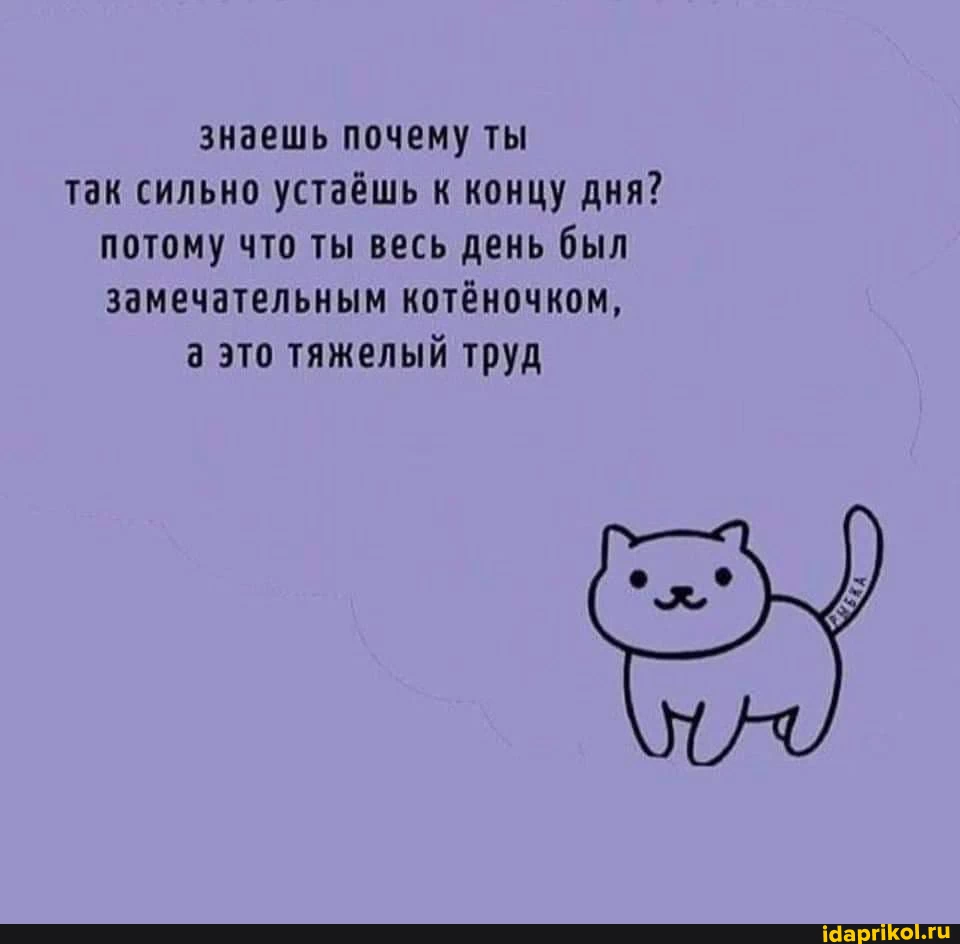 знаешь почему ты
так сильно устаёшь к концу дня?
потому что ты весь день был
замечательным котёночком,
а это тяжелый труд
РЫБКА
idaprikol.ru